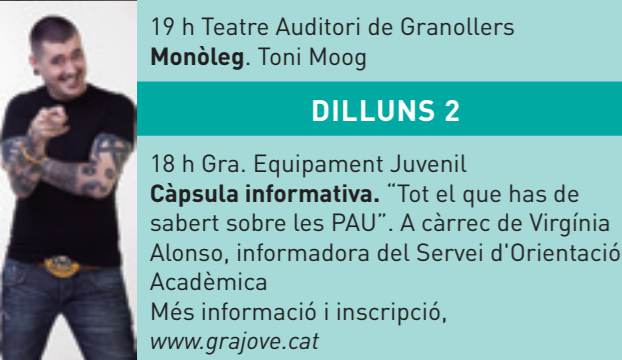 19 h Teatre Auditori de Granollers
Monòleg. Toni Moog
DILLUNS 2
18 h Gra. Equipament Juvenil
Càpsula informativa. “Tot el que has de
sabert sobre les PAU”. A càrrec de Virgínia
Alonso, informadora del Servei d'Orientació
Acadèmica
Més informació i inscripció,
www.grajove.cat